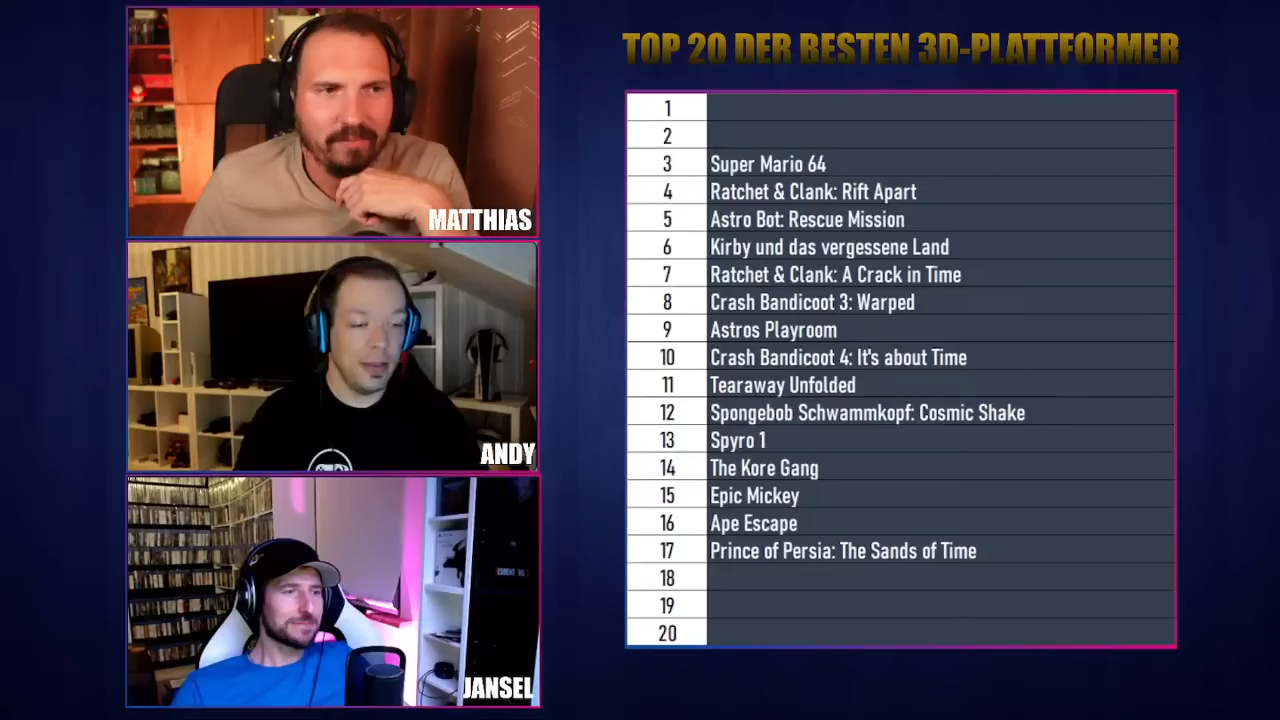 TOP 20 DER BESTEN 3D-PLATTFORMER
MATTHIAS
ANDY
JANSEL
1
2
3 Super Mario 64
4 Ratchet & Clank: Rift Apart
5 Astro Bot: Rescue Mission
6 Kirby und das vergessene Land
7 Ratchet & Clank: A Crack in Time
8 Crash Bandicoot 3: Warped
9 Astros Playroom
10 Crash Bandicoot 4: It's about Time
11 Tearaway Unfolded
12 Spongebob Schwammkopf: Cosmic Shake
13 Spyro 1
14 The Kore Gang
15 Epic Mickey
16 Ape Escape
17 Prince of Persia: The Sands of Time
18
19
20